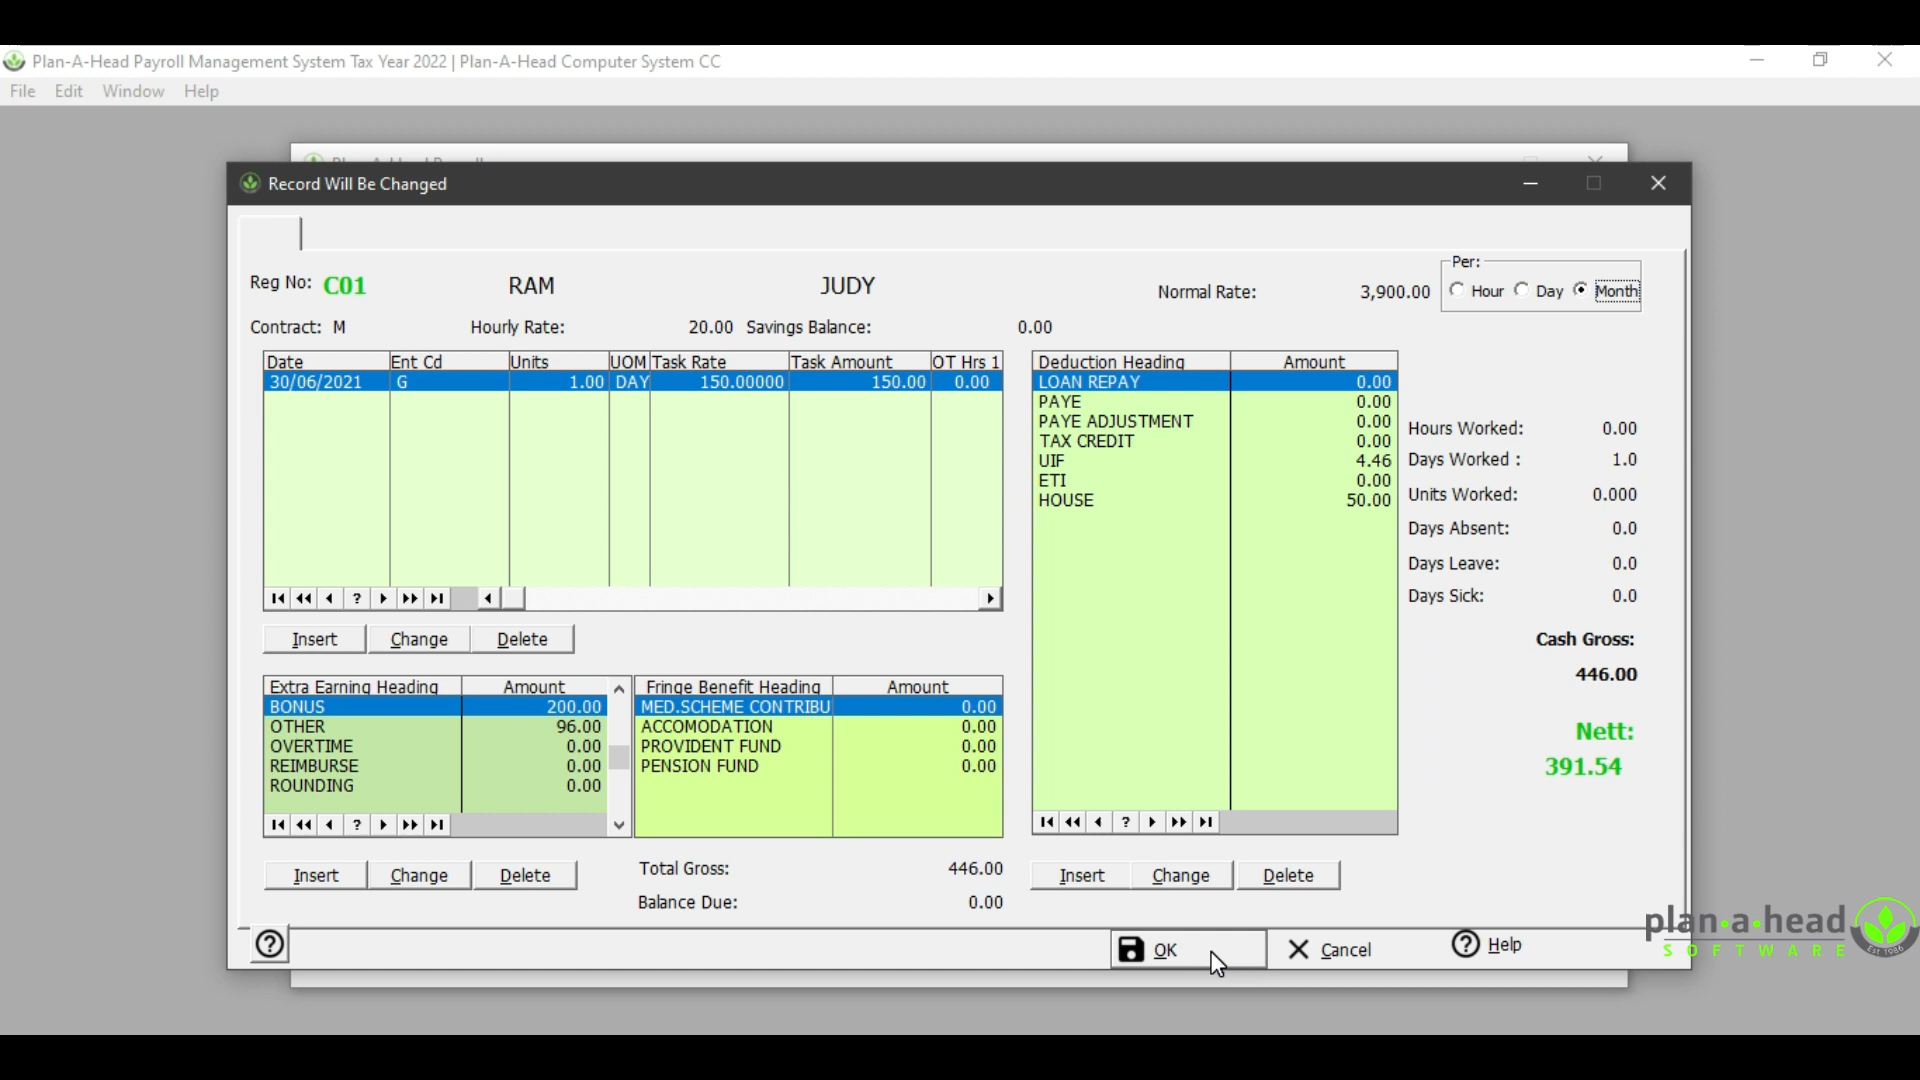 Plan-A-Head Payroll Management System Tax Year 2022 | Plan-A-Head Computer System CC
File Edit Window Help
Record Will Be Changed
Reg No: C01 RAM JUDY Normal Rate: 3,900.00 Per: Hour Day Month
Contract: M Hourly Rate: 20.00 Savings Balance: 0.00
Date Ent Cd Units UOM Task Rate Task Amount OT Hrs 1
30/06/2021 G 1.00 DAY 150.00000 150.00 0.00
Insert Change Delete
Deduction Heading Amount
LOAN REPAY 0.00
PAYE 0.00
PAYE ADJUSTMENT 0.00
TAX CREDIT 0.00
UIF 4.46
ETI 0.00
HOUSE 50.00
Hours Worked: 0.00
Days Worked : 1.0
Units Worked: 0.000
Days Absent: 0.0
Days Leave: 0.0
Days Sick: 0.0
Cash Gross:
446.00
Nett:
391.54
Extra Earning Heading Amount
BONUS 200.00
OTHER 96.00
OVERTIME 0.00
REIMBURSE 0.00
ROUNDING 0.00
Fringe Benefit Heading Amount
MED.SCHEME CONTRIBU 0.00
ACCOMODATION 0.00
PROVIDENT FUND 0.00
PENSION FUND 0.00
Insert Change Delete
Total Gross: 446.00
Balance Due: 0.00
Insert Change Delete
OK Cancel Help
plan·a·head
SOFTWARE
Est 1986